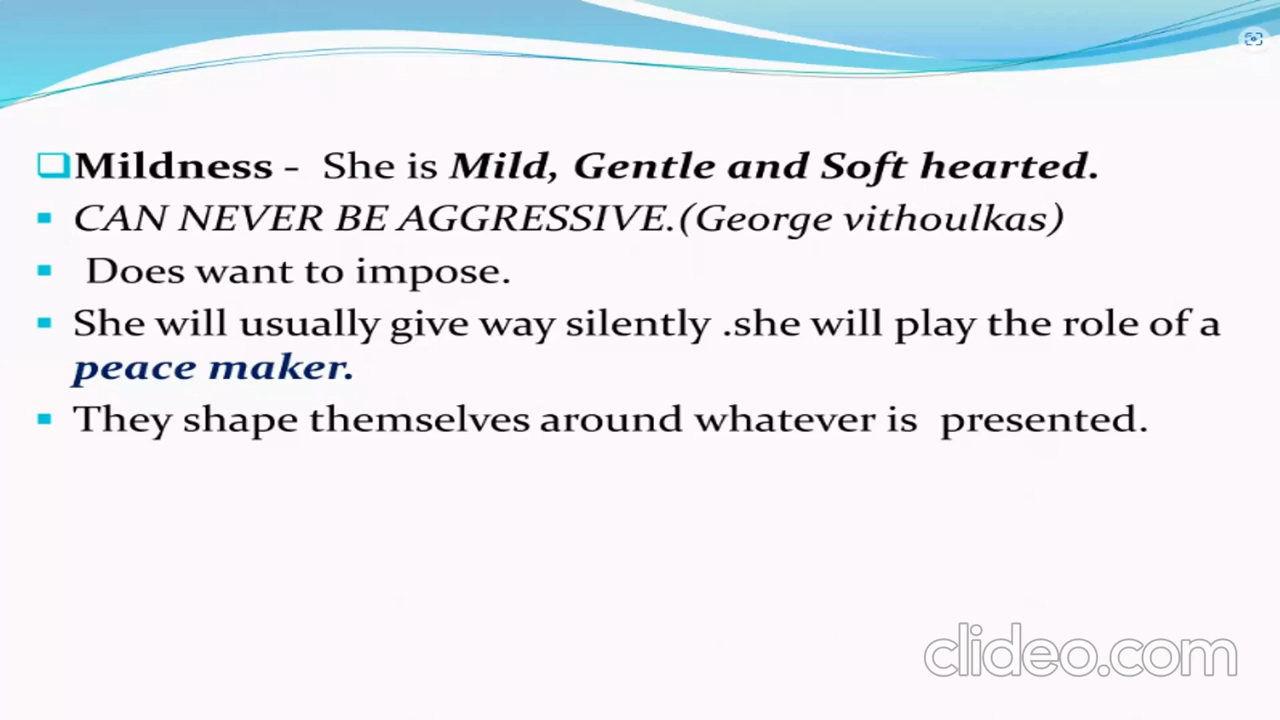 Mildness - She is Mild, Gentle and Soft hearted.
CAN NEVER BE AGGRESSIVE.(George vithoulkas)
Does want to impose.
She will usually give way silently .she will play the role of a
peace maker.
They shape themselves around whatever is presented.
clideo.com